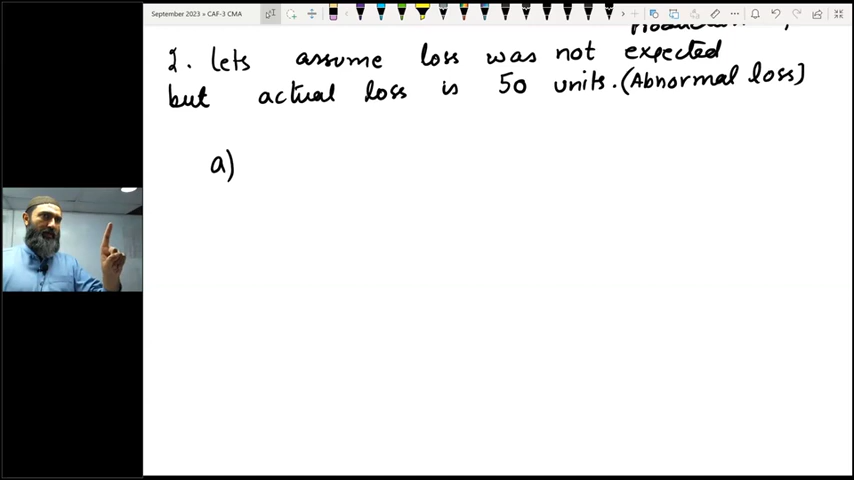 September 2023 » CAF-3 CMA
2. Lets assume loss was not expected
but actual loss is 50 units. (Abnormal loss)
a)